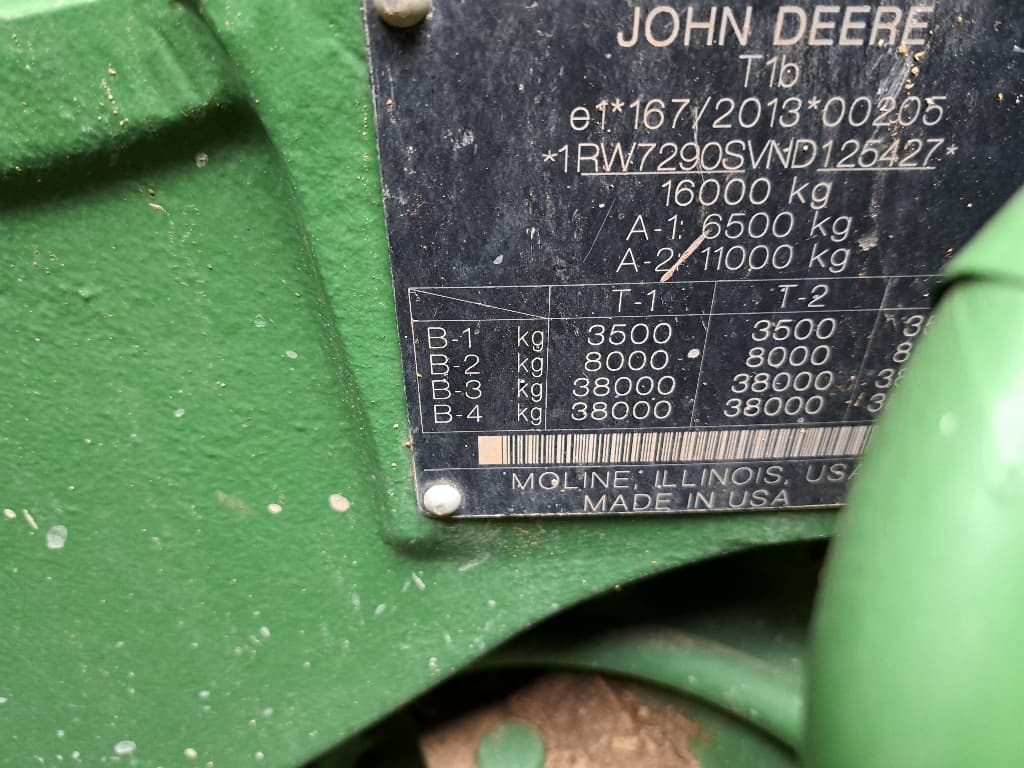 JOHN DEERE
T1b
e1*167/2013*00205
*1RW7290SVND125427*
16000 kg
A-1: 6500 kg
A-2: 11000 kg
T-1 T-2
B-1 kg 3500 3500
B-2 kg 8000 8000
B-3 kg 38000 38000
B-4 kg 38000 38000
MOLINE, ILLINOIS, USA
MADE IN USA